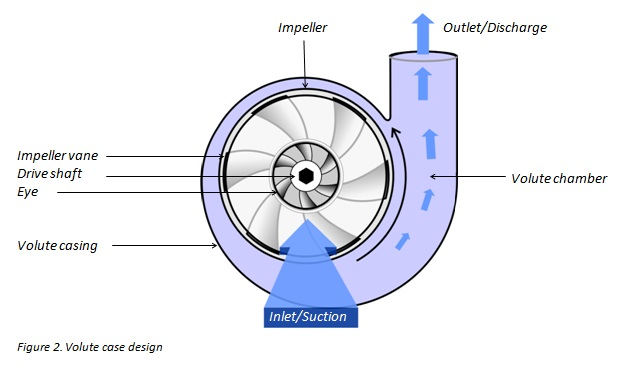 Impeller
Outlet/Discharge
Impeller vane
Drive shaft
Eye
Volute chamber
Volute casing
Inlet/Suction
Figure 2. Volute case design